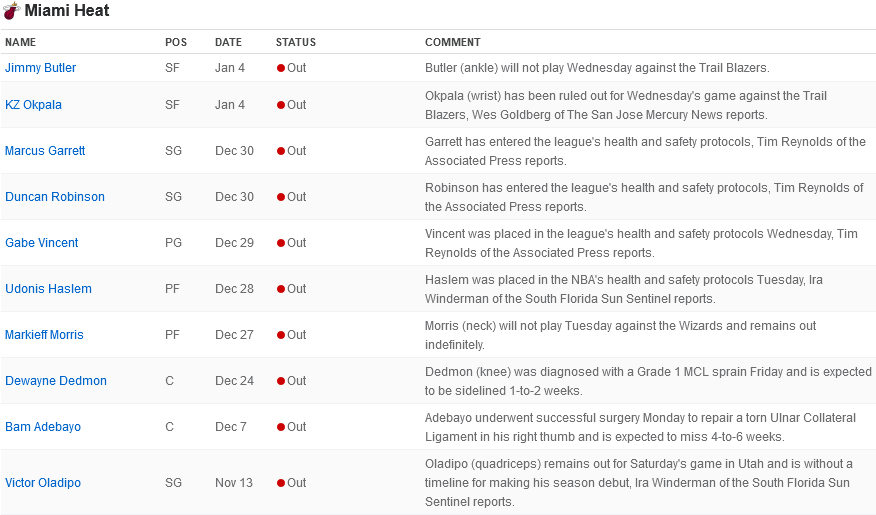 Miami Heat
NAME POS DATE STATUS COMMENT
Jimmy Butler SF Jan 4 Out Butler (ankle) will not play Wednesday against the Trail Blazers.
KZ Okpala SF Jan 4 Out Okpala (wrist) has been ruled out for Wednesday's game against the Trail
Blazers, Wes Goldberg of The San Jose Mercury News reports.
Marcus Garrett SG Dec 30 Out Garrett has entered the league's health and safety protocols, Tim Reynolds of the
Associated Press reports.
Duncan Robinson SG Dec 30 Out Robinson has entered the league's health and safety protocols, Tim Reynolds of
the Associated Press reports.
Gabe Vincent PG Dec 29 Out Vincent was placed in the league's health and safety protocols Wednesday, Tim
Reynolds of the Associated Press reports.
Udonis Haslem PF Dec 28 Out Haslem was placed in the NBA's health and safety protocols Tuesday, Ira
Winderman of the South Florida Sun Sentinel reports.
Markieff Morris PF Dec 27 Out Morris (neck) will not play Tuesday against the Wizards and remains out
indefinitely.
Dewayne Dedmon C Dec 24 Out Dedmon (knee) was diagnosed with a Grade 1 MCL sprain Friday and is expected
to be sidelined 1-to-2 weeks.
Bam Adebayo C Dec 7 Out Adebayo underwent successful surgery Monday to repair a torn Ulnar Collateral
Ligament in his right thumb and is expected to miss 4-to-6 weeks.
Victor Oladipo SG Nov 13 Out Oladipo (quadriceps) remains out for Saturday's game in Utah and is without a
timeline for making his season debut, Ira Winderman of the South Florida Sun
Sentinel reports.